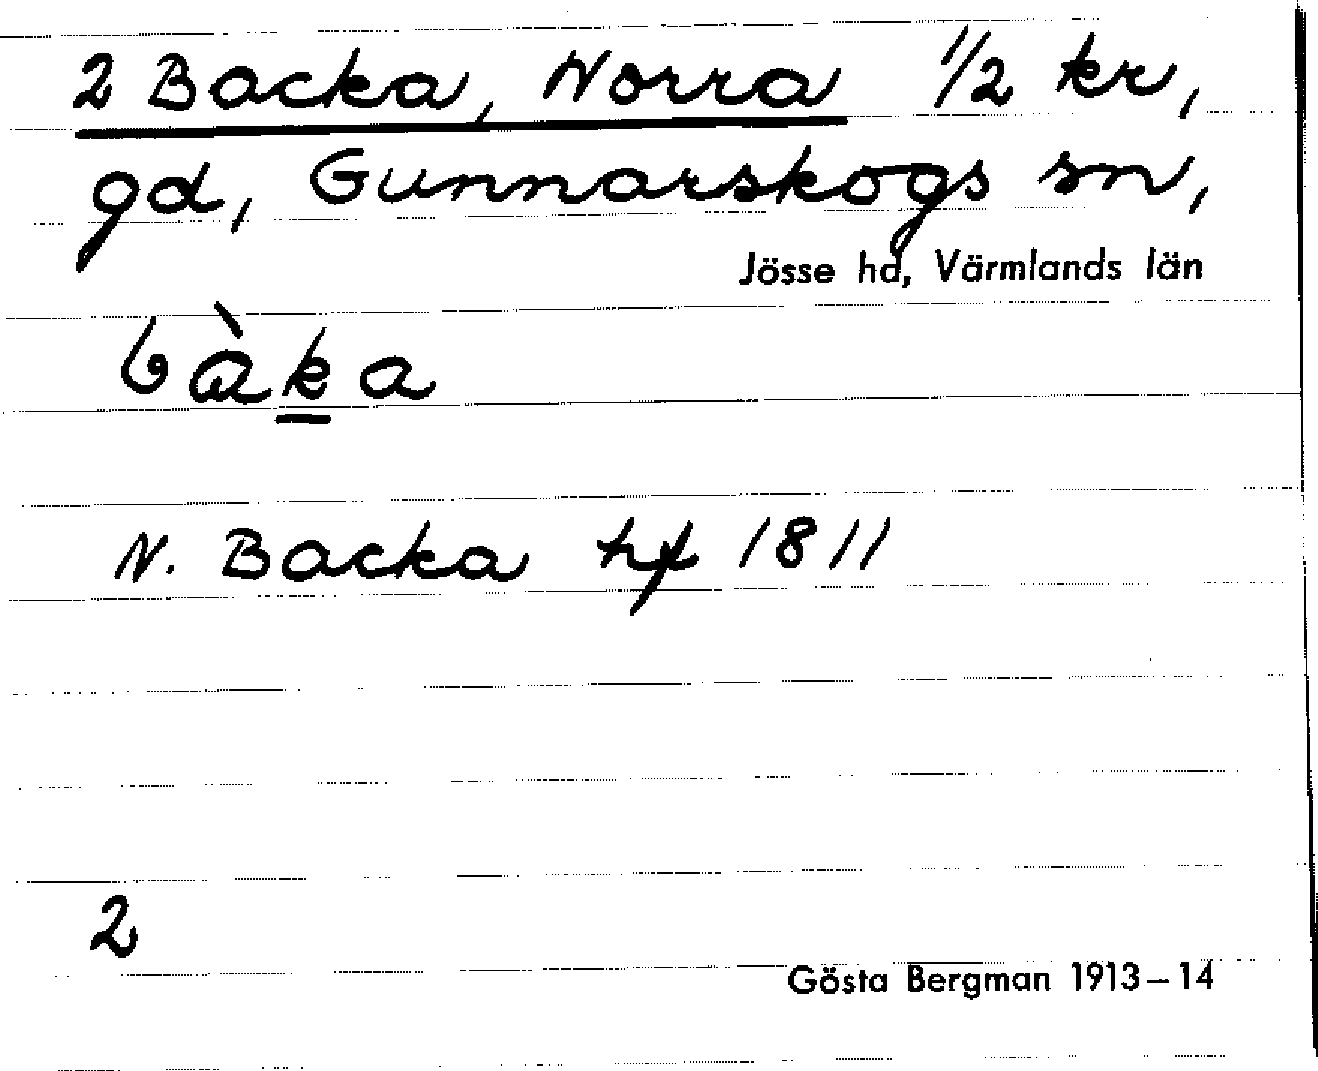 2 Backa, Norra 1/2 kr,
gd, Gunnarskogs sn,
Jösse hd, Värmlands län
bàka
N. Backa hf 1811
2
Gösta Bergman 1913–14